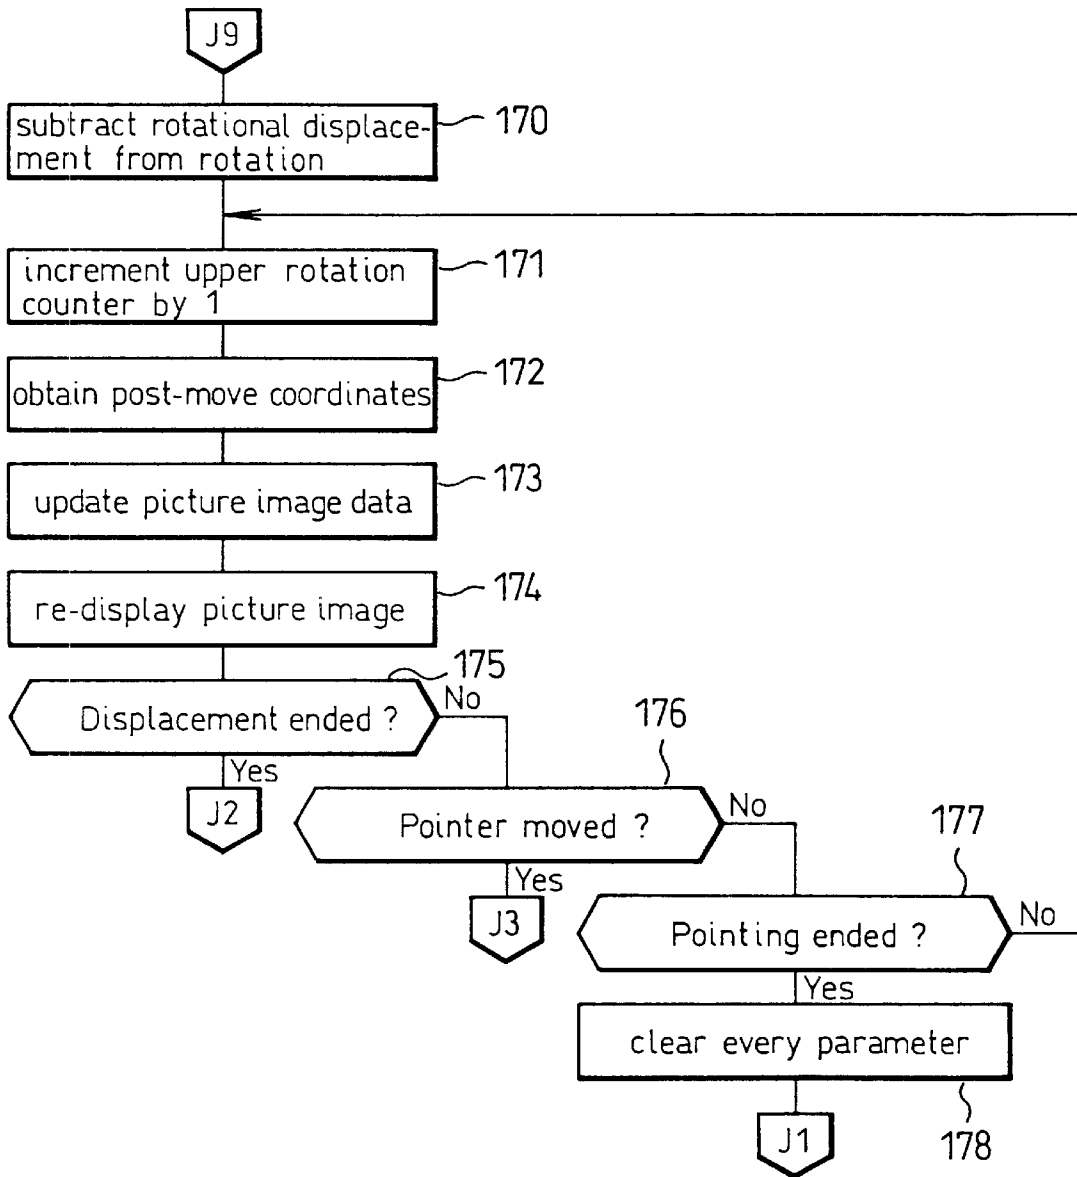 J9
subtract rotational displace-
ment from rotation
170
increment upper rotation
counter by 1
171
obtain post-move coordinates
172
update picture image data
173
re-display picture image
174
175
Displacement ended ?
No
Yes
J2
176
Pointer moved ?
No
Yes
J3
177
Pointing ended ?
No
Yes
clear every parameter
178
J1